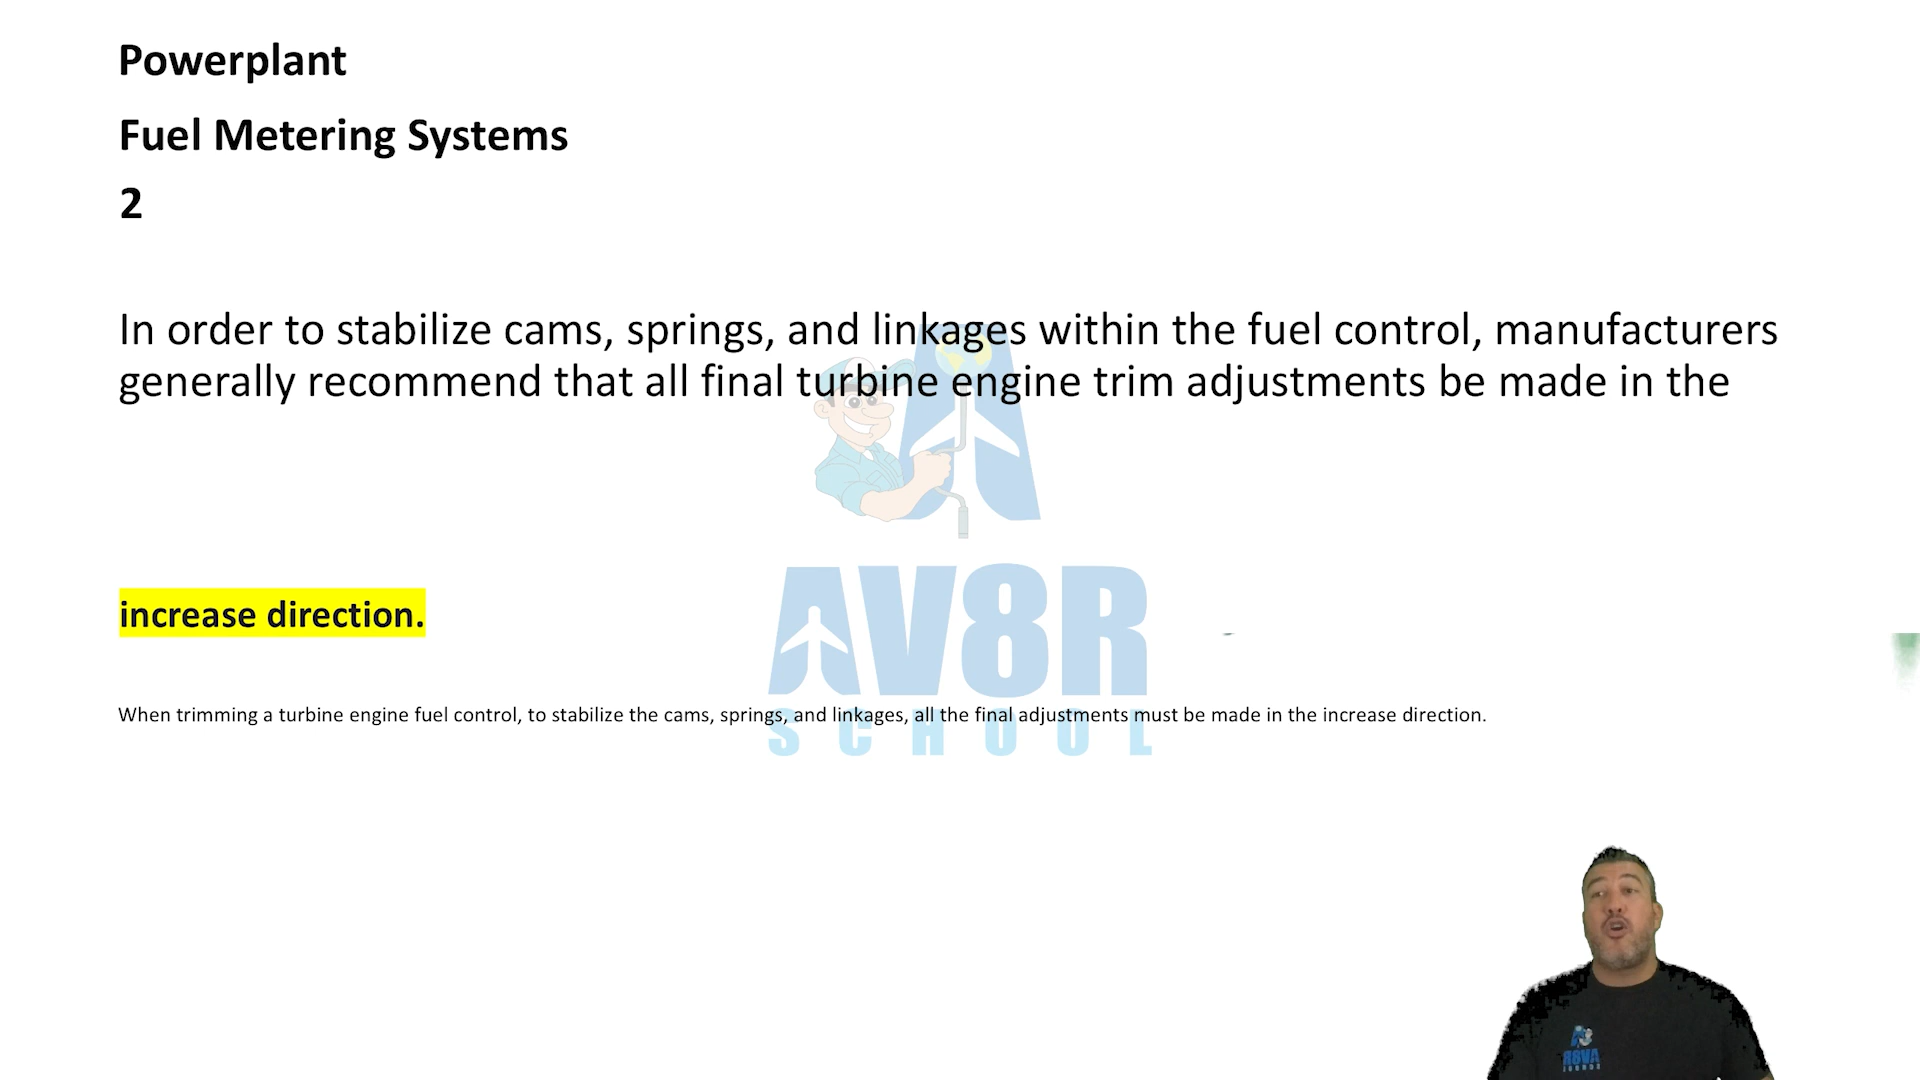 Powerplant
Fuel Metering Systems
2
In order to stabilize cams, springs, and linkages within the fuel control, manufacturers
generally recommend that all final turbine engine trim adjustments be made in the
increase direction.
When trimming a turbine engine fuel control, to stabilize the cams, springs, and linkages, all the final adjustments must be made in the increase direction.
AV8R
SCHOOL